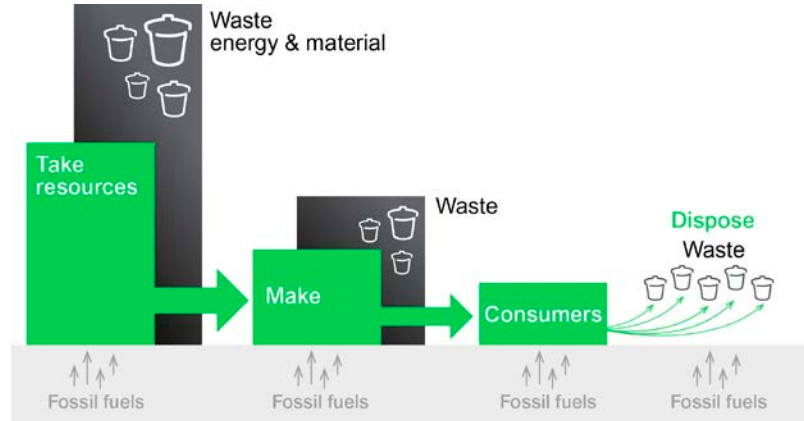 Waste
energy & material
Take
resources
Waste
Make
Dispose
Waste
Consumers
Fossil fuels
Fossil fuels
Fossil fuels
Fossil fuels